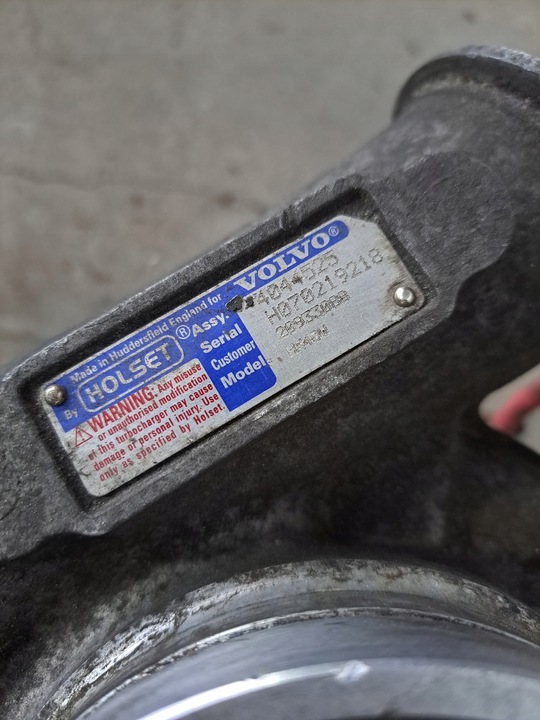 Made in Huddersfield England for VOLVO®
By HOLSET®
Assy. 4044525
Serial H070219218
Customer
Model HE40W
WARNING: Any misuse
or unauthorised modification
of this turbocharger may cause
damage or personal injury. Use
only as specified by Holset.